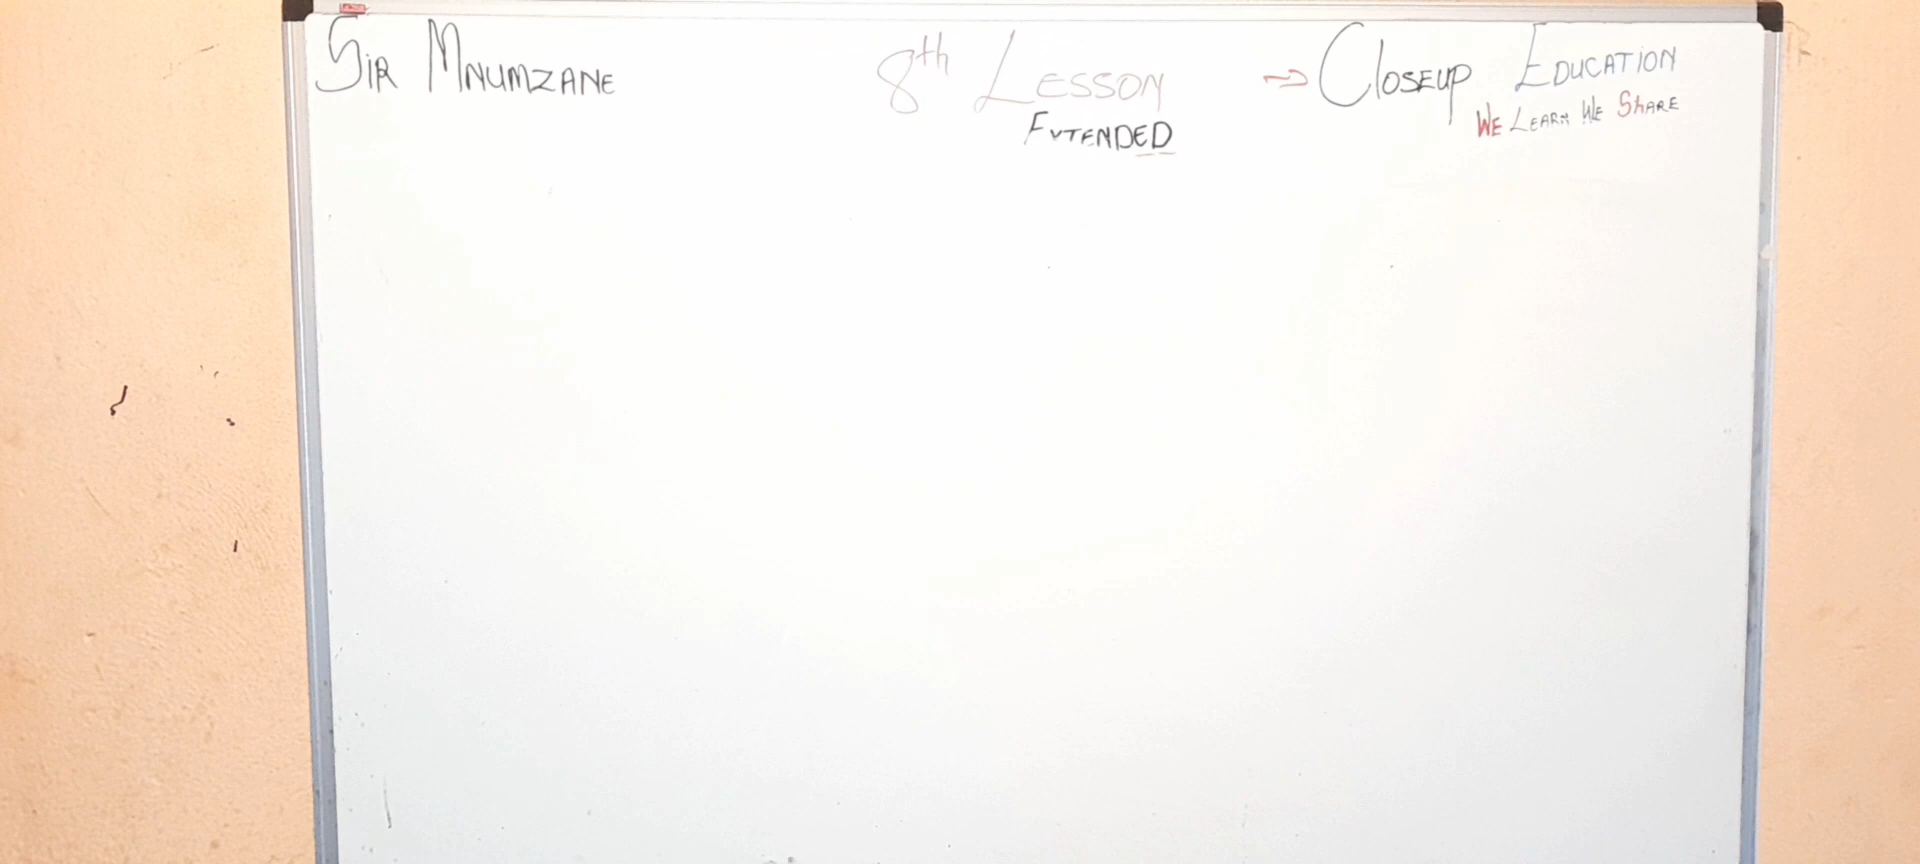 Sir Mnumzane
8th Lesson
Extended
→ Closeup Education
We Learn We Share